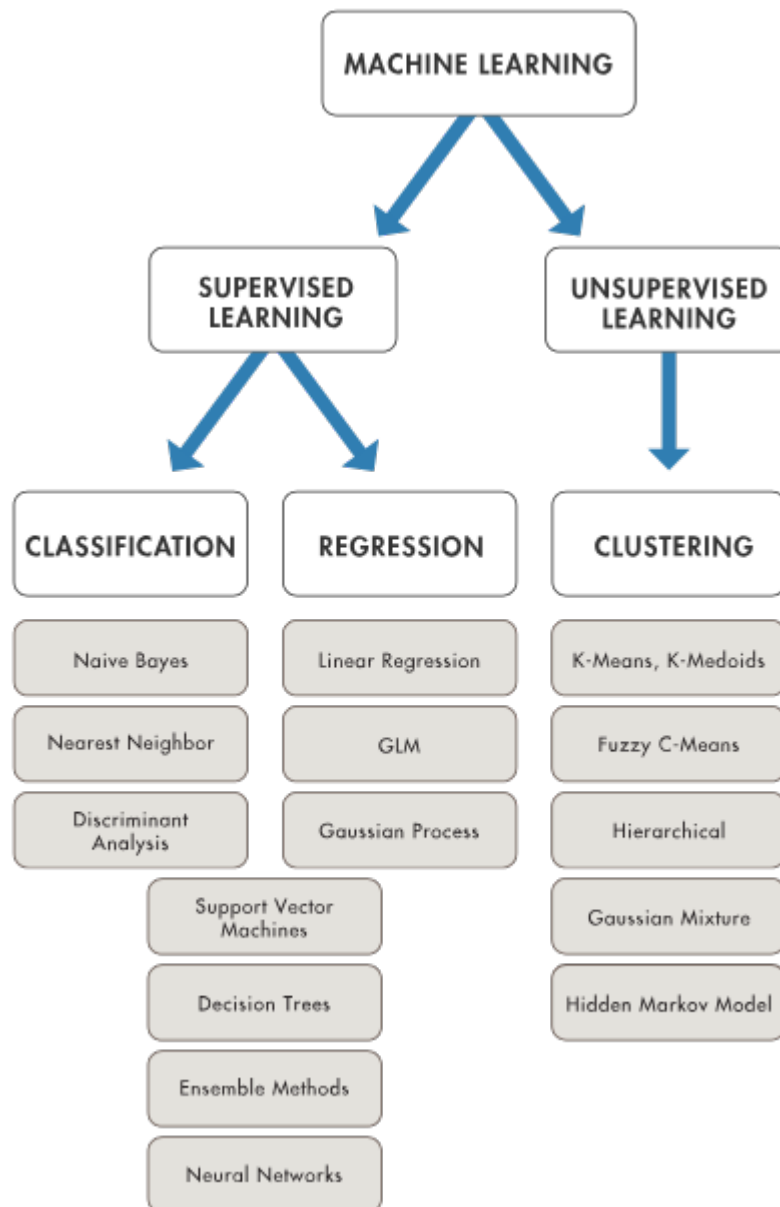 MACHINE LEARNING
SUPERVISED
LEARNING
UNSUPERVISED
LEARNING
CLASSIFICATION
REGRESSION
CLUSTERING
Naive Bayes
Linear Regression
K-Means, K-Medoids
Nearest Neighbor
GLM
Fuzzy C-Means
Discriminant
Analysis
Gaussian Process
Hierarchical
Support Vector
Machines
Gaussian Mixture
Decision Trees
Hidden Markov Model
Ensemble Methods
Neural Networks